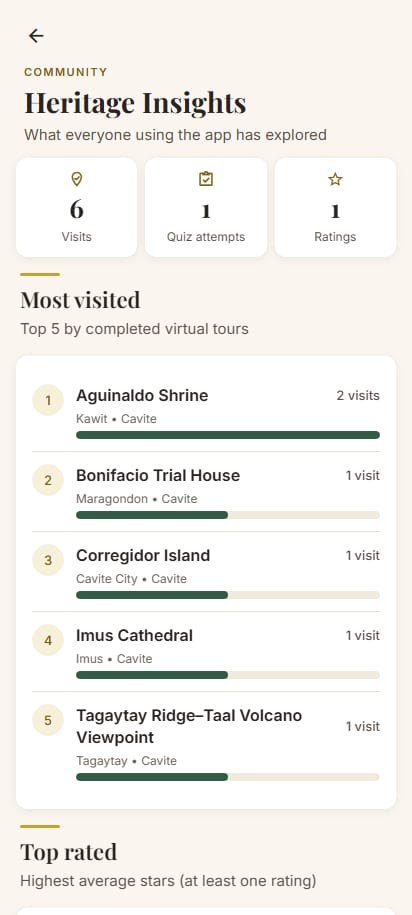 COMMUNITY
Heritage Insights
What everyone using the app has explored
6
Visits
1
Quiz attempts
1
Ratings
Most visited
Top 5 by completed virtual tours
1
Aguinaldo Shrine
2 visits
Kawit • Cavite
2
Bonifacio Trial House
1 visit
Maragondon • Cavite
3
Corregidor Island
1 visit
Cavite City • Cavite
4
Imus Cathedral
1 visit
Imus • Cavite
5
Tagaytay Ridge–Taal Volcano
Viewpoint
1 visit
Tagaytay • Cavite
Top rated
Highest average stars (at least one rating)